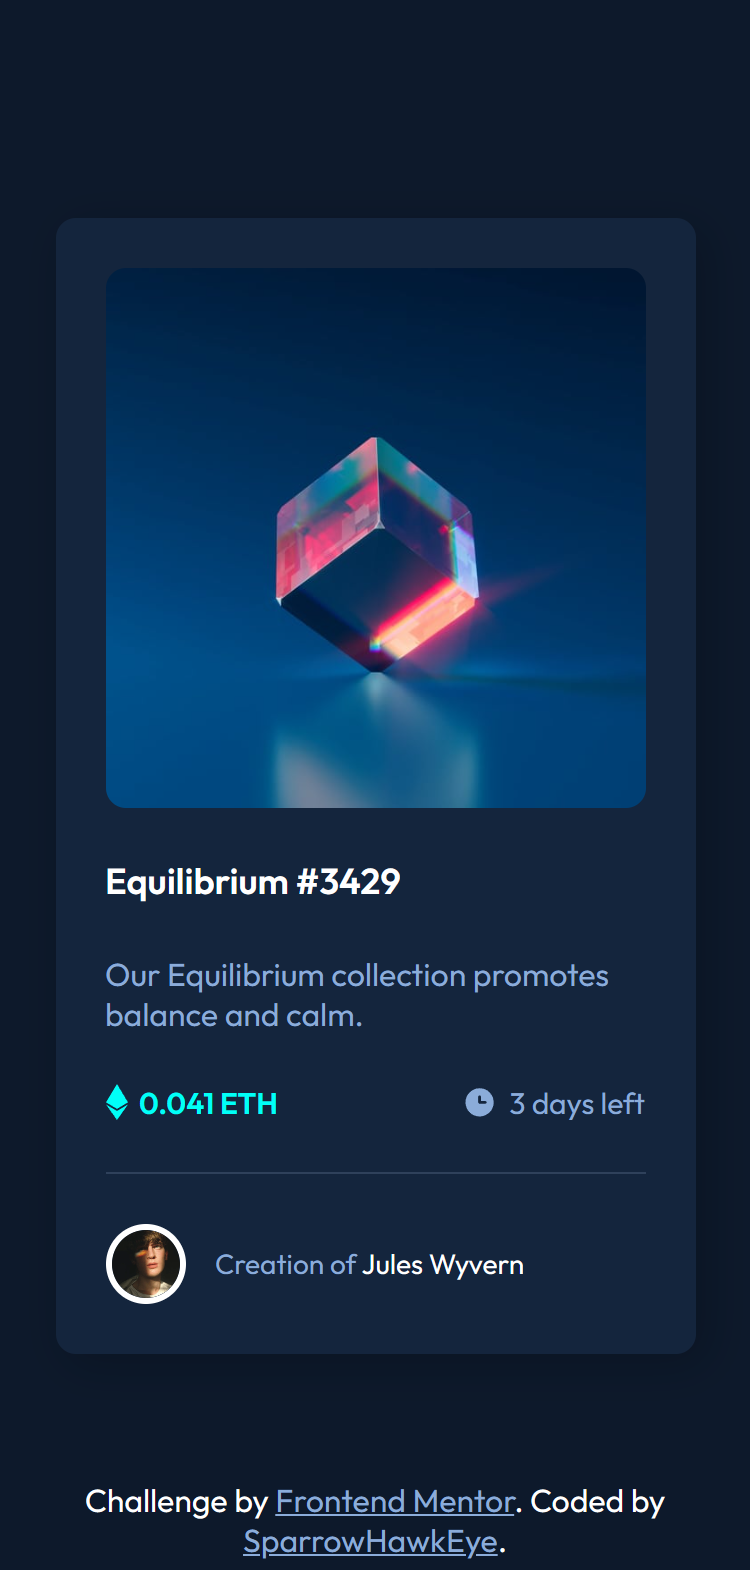 Equilibrium #3429
Our Equilibrium collection promotes
balance and calm.
0.041 ETH
3 days left
Creation of Jules Wyvern
Challenge by Frontend Mentor. Coded by
SparrowHawkEye.